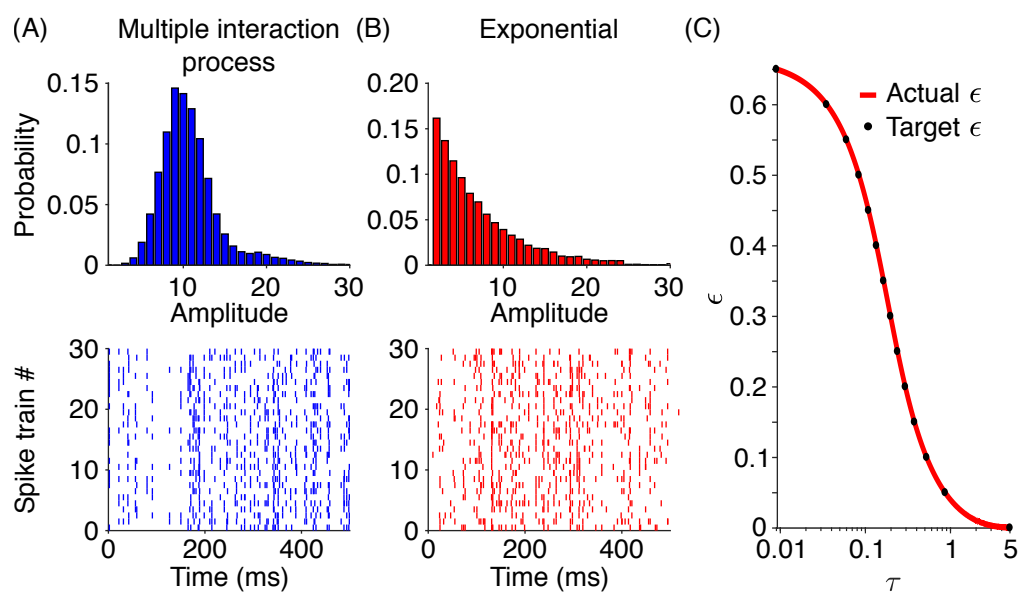 (A)
Multiple interaction
process
(B)
Exponential
(C)
Probability
0.15
0.1
0.05
0
10
20
30
Amplitude
0.20
0.15
0.10
0.05
0
10
20
30
Amplitude
Spike train #
30
20
10
0
0
200
400
Time (ms)
30
20
10
0
0
200
400
Time (ms)
Actual ϵ
Target ϵ
ϵ
0.6
0.5
0.4
0.3
0.2
0.1
0
0.01
0.1
1
5
τ